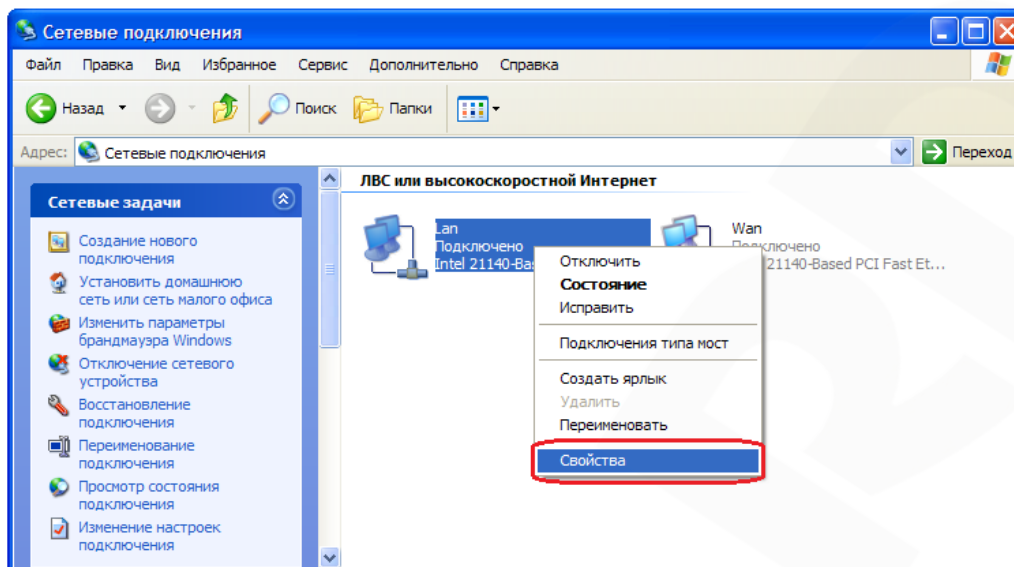 Сетевые подключения
Файл Правка Вид Избранное Сервис Дополнительно Справка
Назад Поиск Папки
Адрес: Сетевые подключения Переход
Сетевые задачи
Создание нового
подключения
Установить домашнюю
сеть или сеть малого офиса
Изменить параметры
брандмауэра Windows
Отключение сетевого
устройства
Восстановление
подключения
Переименование
подключения
Просмотр состояния
подключения
Изменение настроек
подключения
ЛВС или высокоскоростной Интернет
Lan
Подключено
Intel 21140-Ba
Wan
Подключено
21140-Based PCI Fast Et...
Отключить
Состояние
Исправить
Подключения типа мост
Создать ярлык
Удалить
Переименовать
Свойства